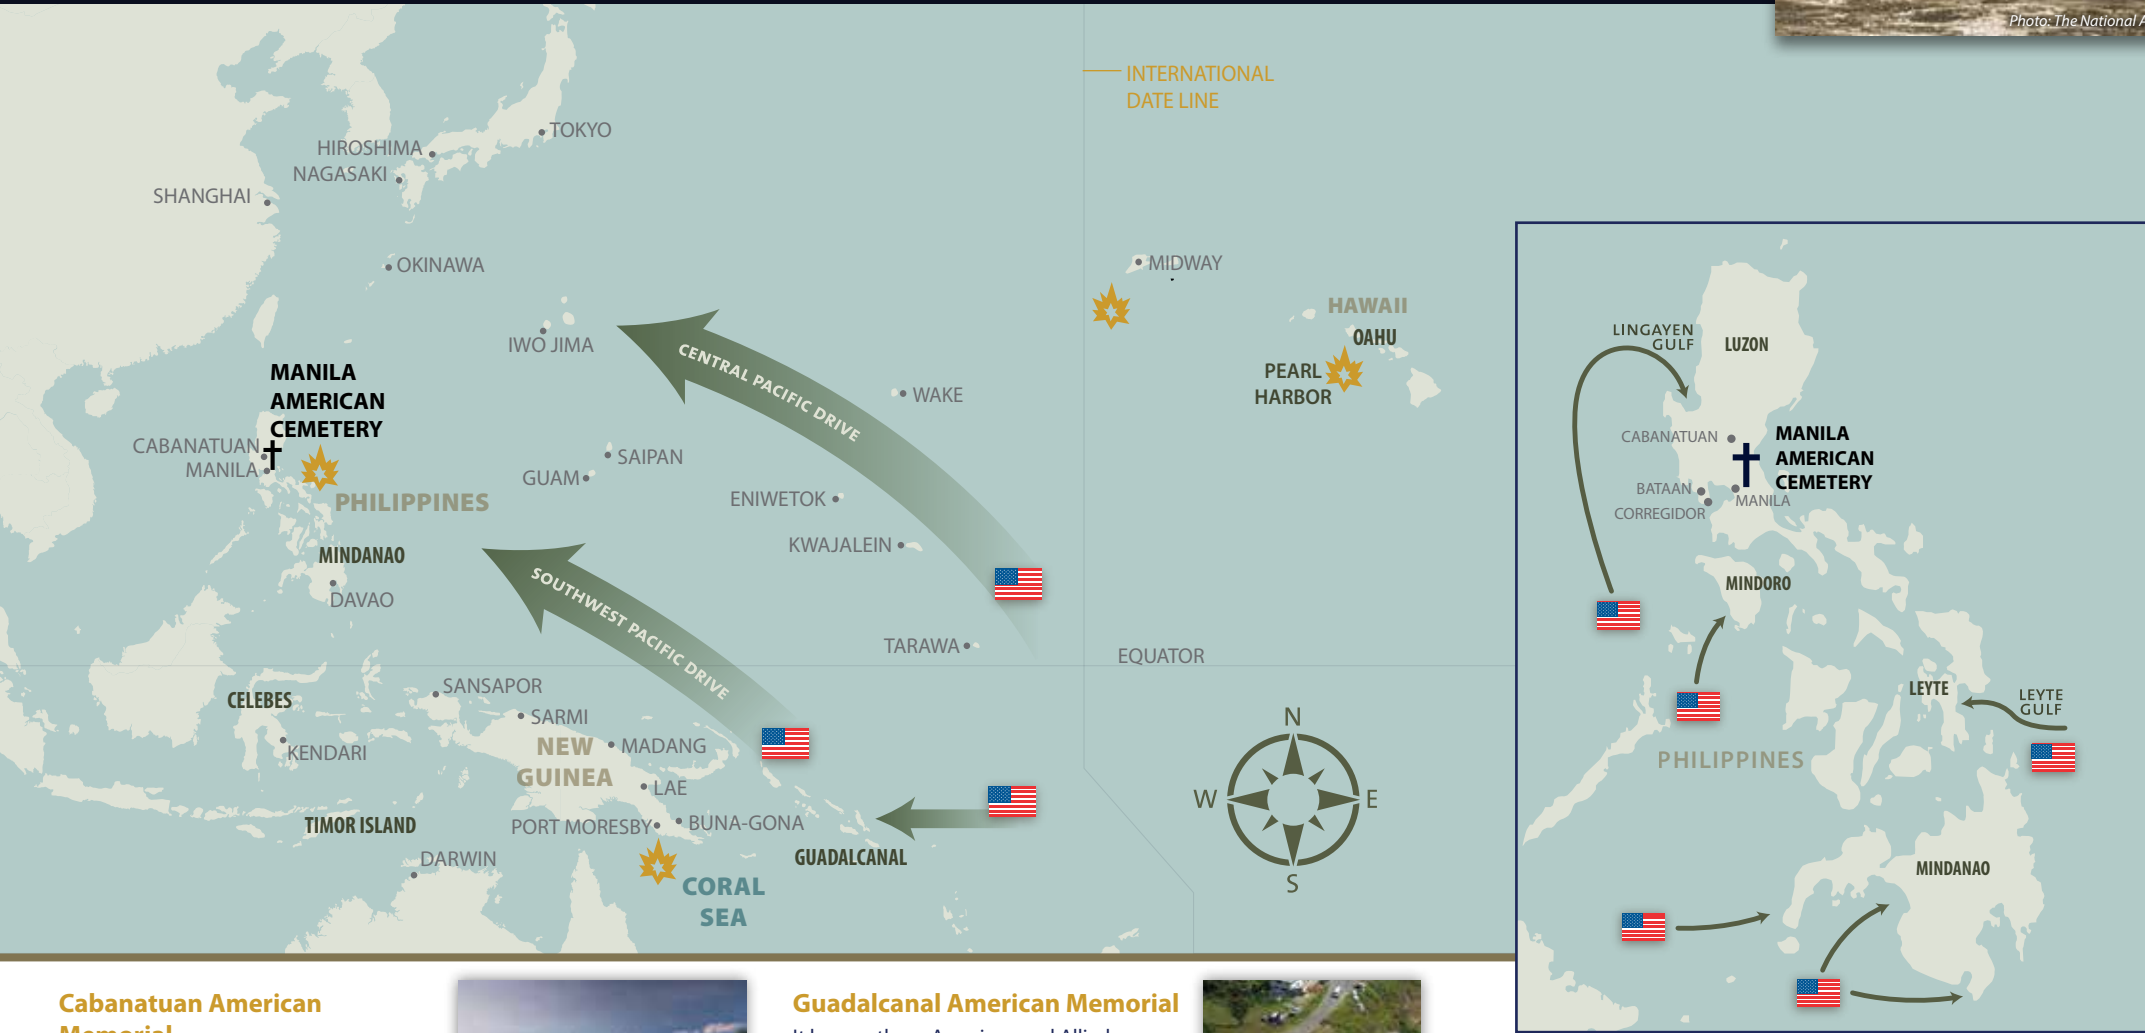 Photo: The National
INTERNATIONAL
DATE LINE
TOKYO
HIROSHIMA
NAGASAKI
SHANGHAI
OKINAWA
MIDWAY
HAWAII
OAHU
PEARL
HARBOR
IWO JIMA
CENTRAL PACIFIC DRIVE
WAKE
MANILA
AMERICAN
CEMETERY
CABANATUAN
MANILA
PHILIPPINES
SAIPAN
GUAM
ENIWETOK
KWAJALEIN
MINDANAO
DAVAO
SOUTHWEST PACIFIC DRIVE
TARAWA
EQUATOR
CELEBES
SANSAPOR
SARMI
KENDARI
NEW
GUINEA
MADANG
LAE
TIMOR ISLAND
PORT MORESBY
BUNA-GONA
DARWIN
GUADALCANAL
CORAL
SEA
N
W
E
S
LINGAYEN
GULF
LUZON
CABANATUAN
MANILA
AMERICAN
CEMETERY
BATAAN
MANILA
CORREGIDOR
MINDORO
LEYTE
LEYTE
GULF
PHILIPPINES
MINDANAO
Cabanatuan American
Memorial
Guadalcanal American Memorial